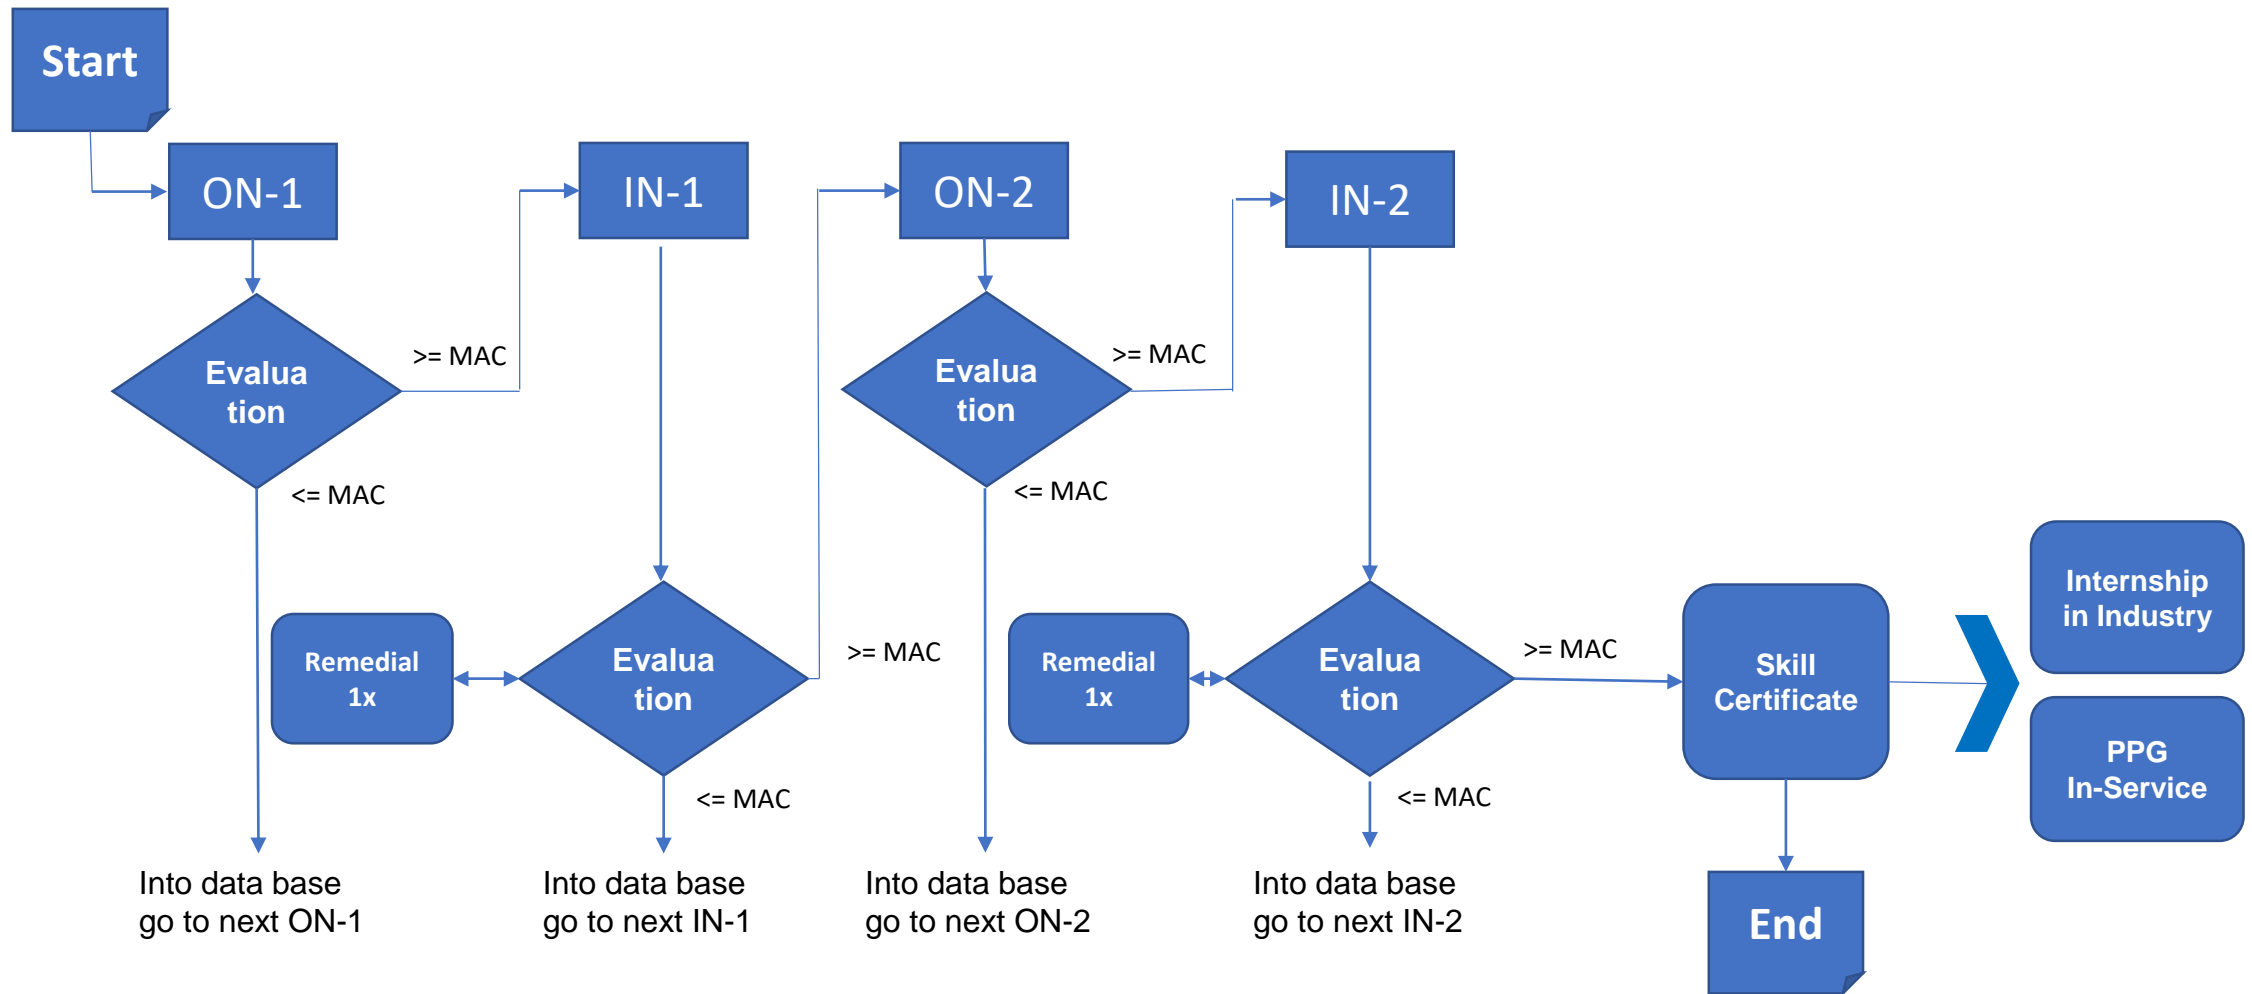 Start
ON-1
IN-1
ON-2
IN-2
>= MAC
>= MAC
Evalua
tion
Evalua
tion
<= MAC
<= MAC
Remedial
1x
Evalua
tion
>= MAC
Remedial
1x
Evalua
tion
>= MAC
Skill
Certificate
Internship
in Industry
PPG
In-Service
<= MAC
<= MAC
Into data base
go to next ON-1
Into data base
go to next IN-1
Into data base
go to next ON-2
Into data base
go to next IN-2
End